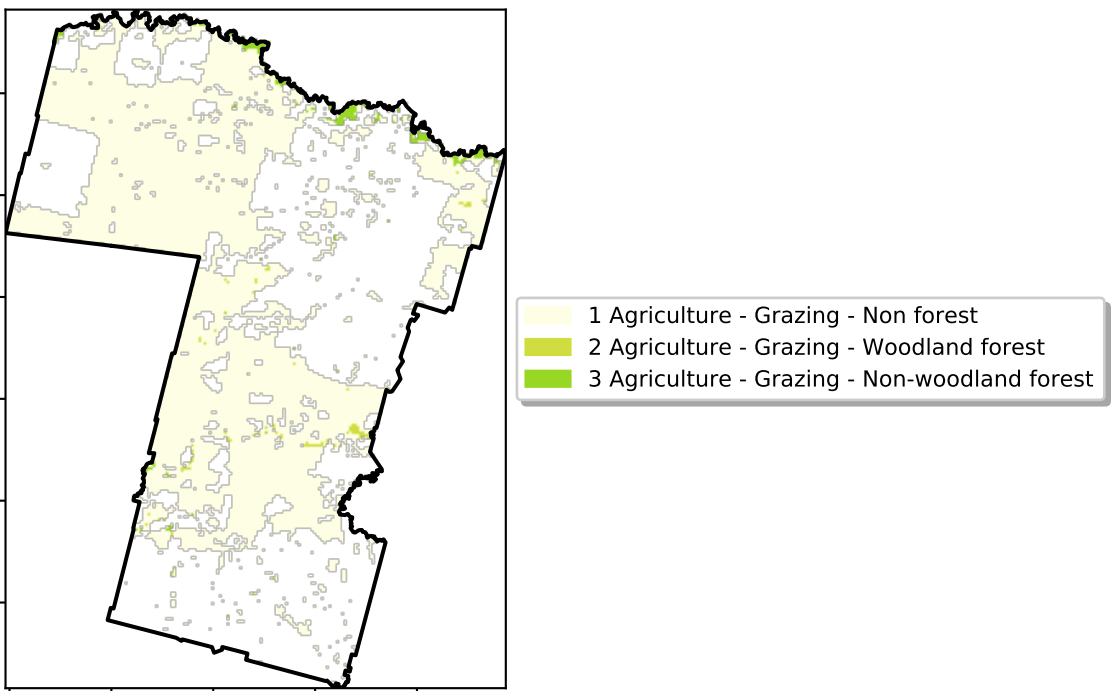 1 Agriculture - Grazing - Non forest
2 Agriculture - Grazing - Woodland forest
3 Agriculture - Grazing - Non-woodland forest